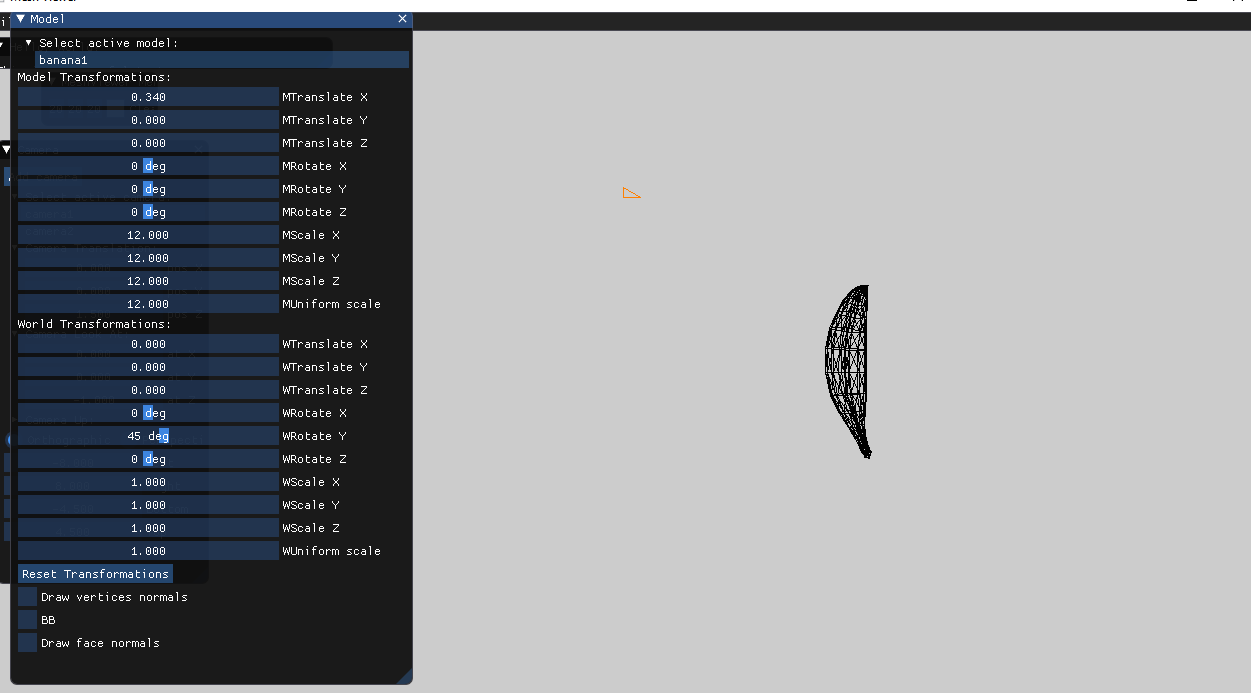 Model
Select active model:
banana1
Model Transformations:
0.340 MTranslate X
0.000 MTranslate Y
0.000 MTranslate Z
0 deg MRotate X
0 deg MRotate Y
0 deg MRotate Z
12.000 MScale X
12.000 MScale Y
12.000 MScale Z
12.000 MUniform scale
World Transformations:
0.000 WTranslate X
0.000 WTranslate Y
0.000 WTranslate Z
0 deg WRotate X
45 deg WRotate Y
0 deg WRotate Z
1.000 WScale X
1.000 WScale Y
1.000 WScale Z
1.000 WUniform scale
Reset Transformations
Draw vertices normals
BB
Draw face normals